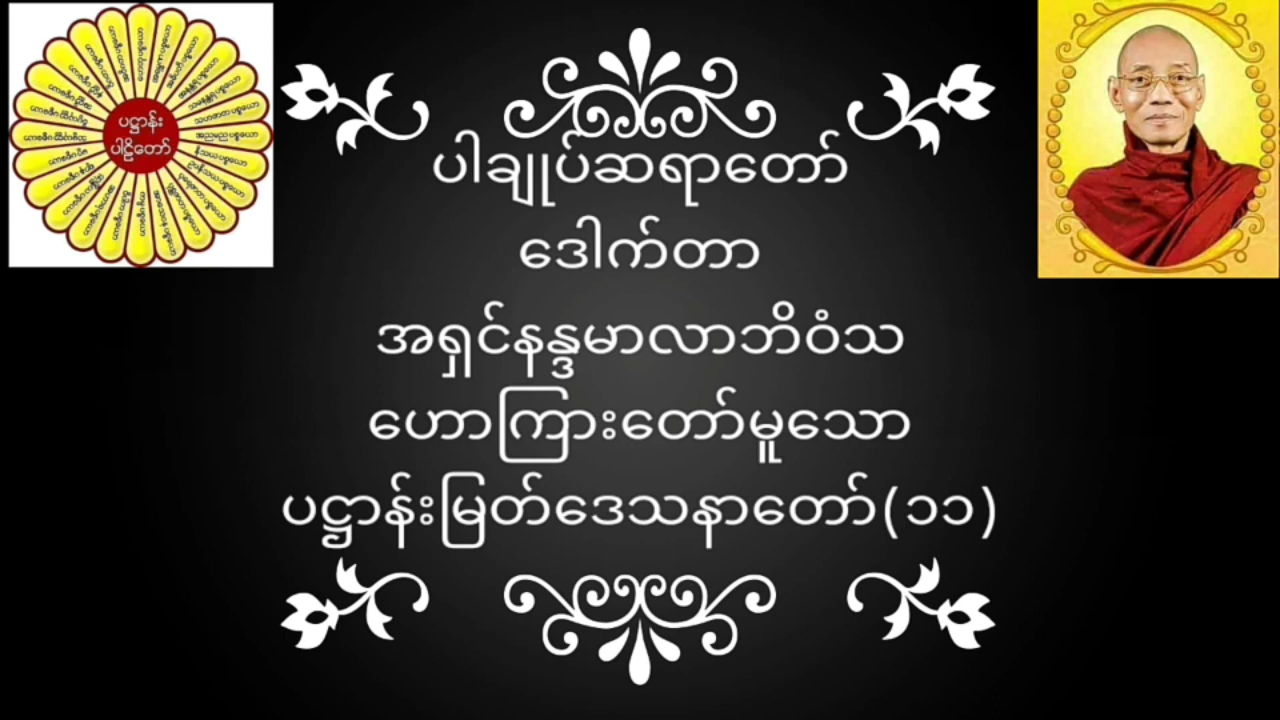 ပဋ္ဌာန်း
ပါဠိတော်
ပါချုပ်ဆရာတော်
ဒေါက်တာ
အရှင်နန္ဒမာလာဘိဝံသ
ဟောကြားတော်မူသော
ပဋ္ဌာန်းမြတ်ဒေသနာတော်(၁၁)